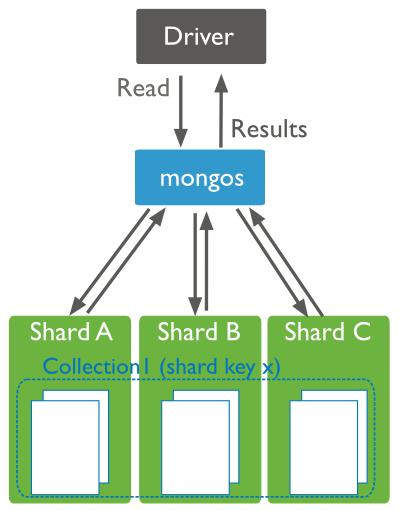 Driver
Read
Results
mongos
Shard A
Shard B
Shard C
Collection1 (shard key x)